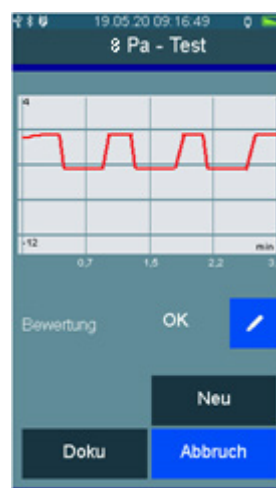 19.05.20 09:16:49
8 Pa - Test
4
-12
min
0,7 1,5 2,2 3,
Bewertung OK
Neu
Doku Abbruch